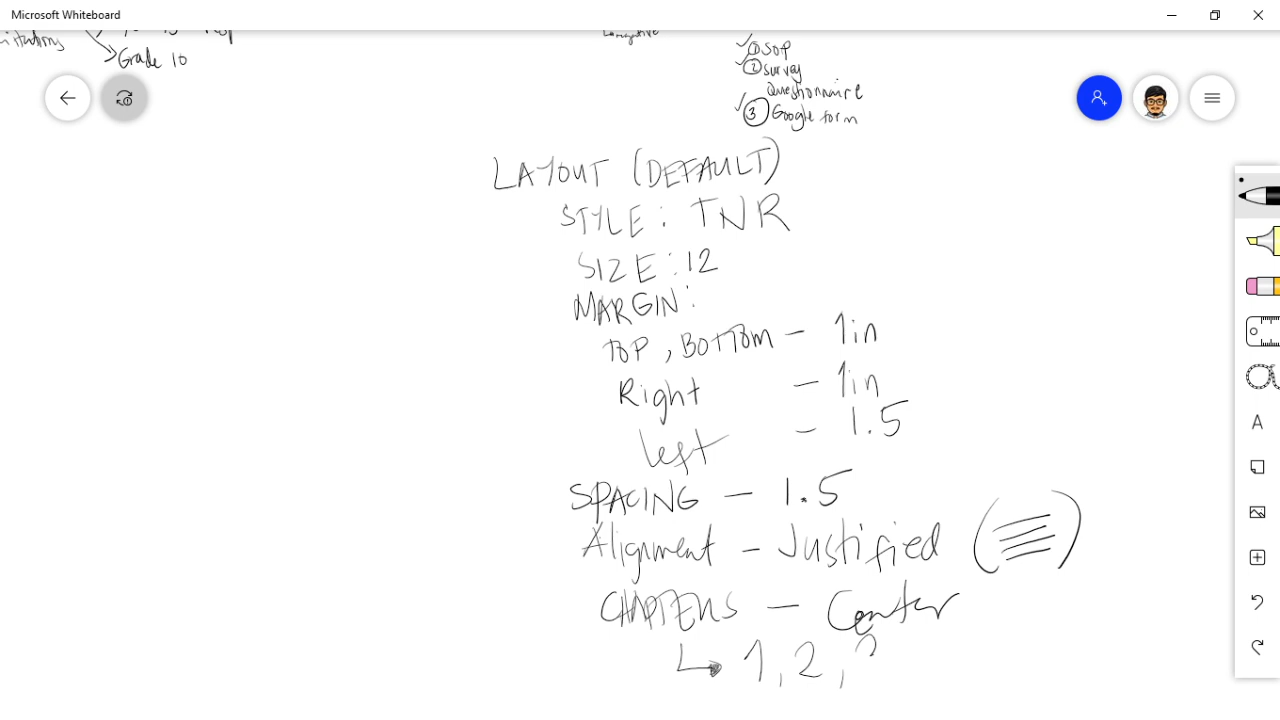 Microsoft Whiteboard
Grade 10
① SOP
② survey
Questionnaire
③ Google form
LAYOUT (DEFAULT)
STYLE: TNR
SIZE: 12
MARGIN:
TOP, BOTTOM - 1in
Right - 1in
left - 1.5
SPACING - 1.5
Alignment - Justified (≡)
CHAPTERS - Center
↳ 1, 2,
A